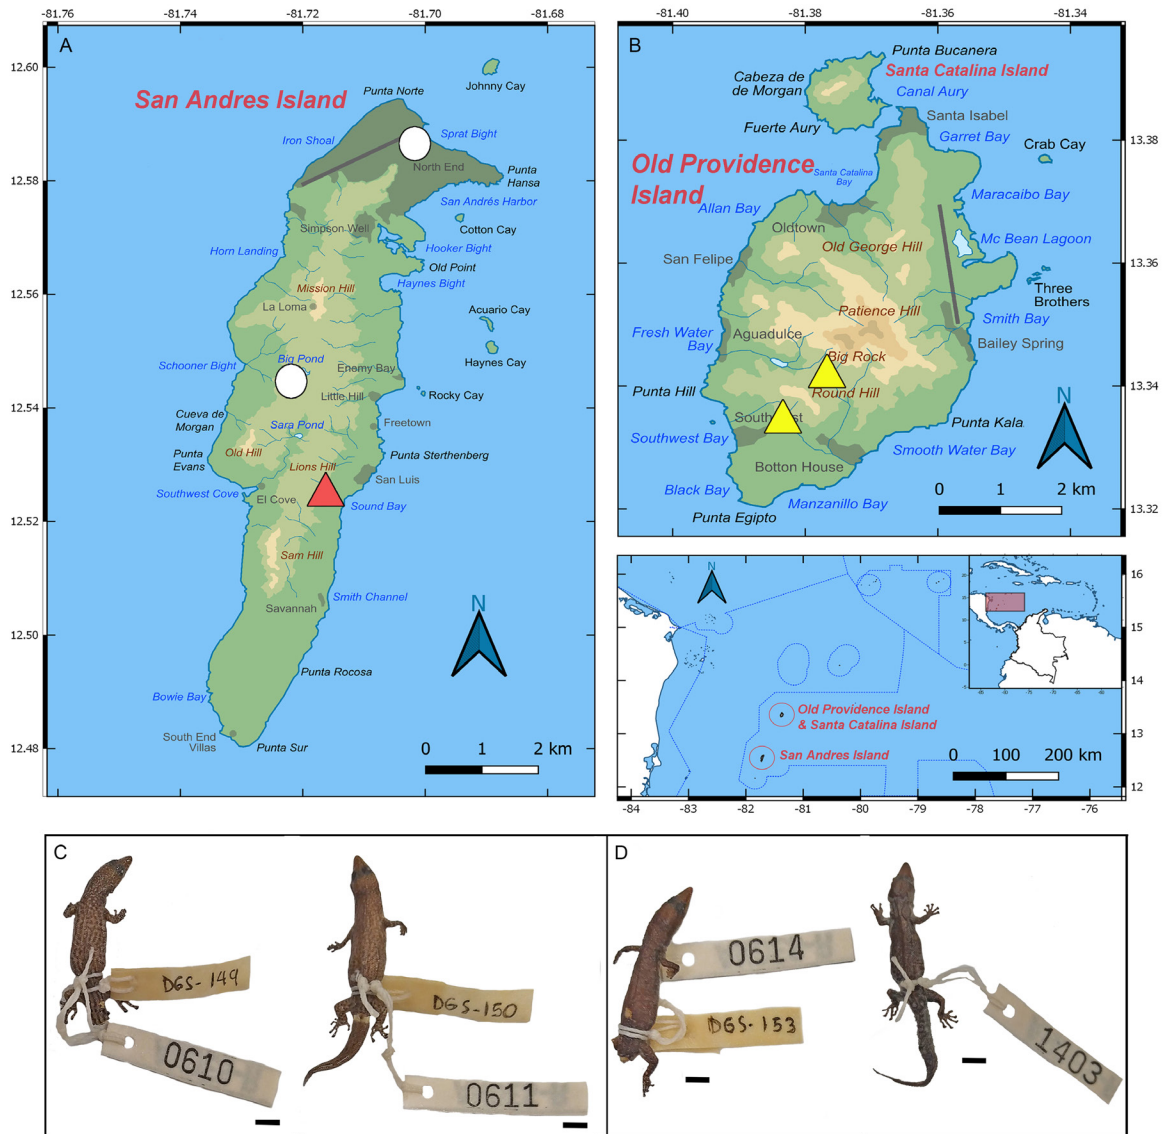 -81.76
-81.74
-81.72
-81.70
-81.68
A
12.60
12.58
12.56
12.54
12.52
12.50
12.48
San Andres Island
Punta Norte
Johnny Cay
Iron Shoal
Sprat Bight
North End
Punta
Hansa
San Andrés Harbor
Simpson Well
Cotton Cay
Horn Landing
Hooker Bight
Old Point
Haynes Bight
Mission Hill
La Loma
Acuario Cay
Schooner Bight
Big Pond
Enemy Bay
Haynes Cay
Little Hill
Rocky Cay
Cueva de
Morgan
Sara Pond
Freetown
Punta
Evans
Old Hill
Lions Hill
Punta Sterthenberg
San Luis
Southwest Cove
El Cove
Sound Bay
Sam Hill
Savannah
Smith Channel
N
Punta Rocosa
Bowie Bay
South End
Villas
Punta Sur
0 1 2 km
-81.40
-81.38
-81.36
-81.34
B
13.38
13.36
13.34
13.32
Punta Bucanera
Santa Catalina Island
Cabeza de
de Morgan
Canal Aury
Fuerte Aury
Santa Isabel
Garret Bay
Crab Cay
Old Providence
Island
Santa Catalina
Bay
Maracaibo Bay
Allan Bay
Oldtown
Old George Hill
Mc Bean Lagoon
San Felipe
Three
Brothers
Patience Hill
Smith Bay
Fresh Water
Bay
Aguadulce
Bailey Spring
Big Rock
Punta Hill
Round Hill
N
Punta Kala
Southwest Bay
Smooth Water Bay
Botton House
Black Bay
Manzanillo Bay
Punta Egipto
0 1 2 km
N
16
15
14
12
Old Providence Island
& Santa Catalina Island
San Andres Island
0 100 200 km
-84 -83 -82 -81 -80 -79 -78 -77 -76
C
DGS-149
0610
DGS-150
0611
D
0614
DGS-153
1403